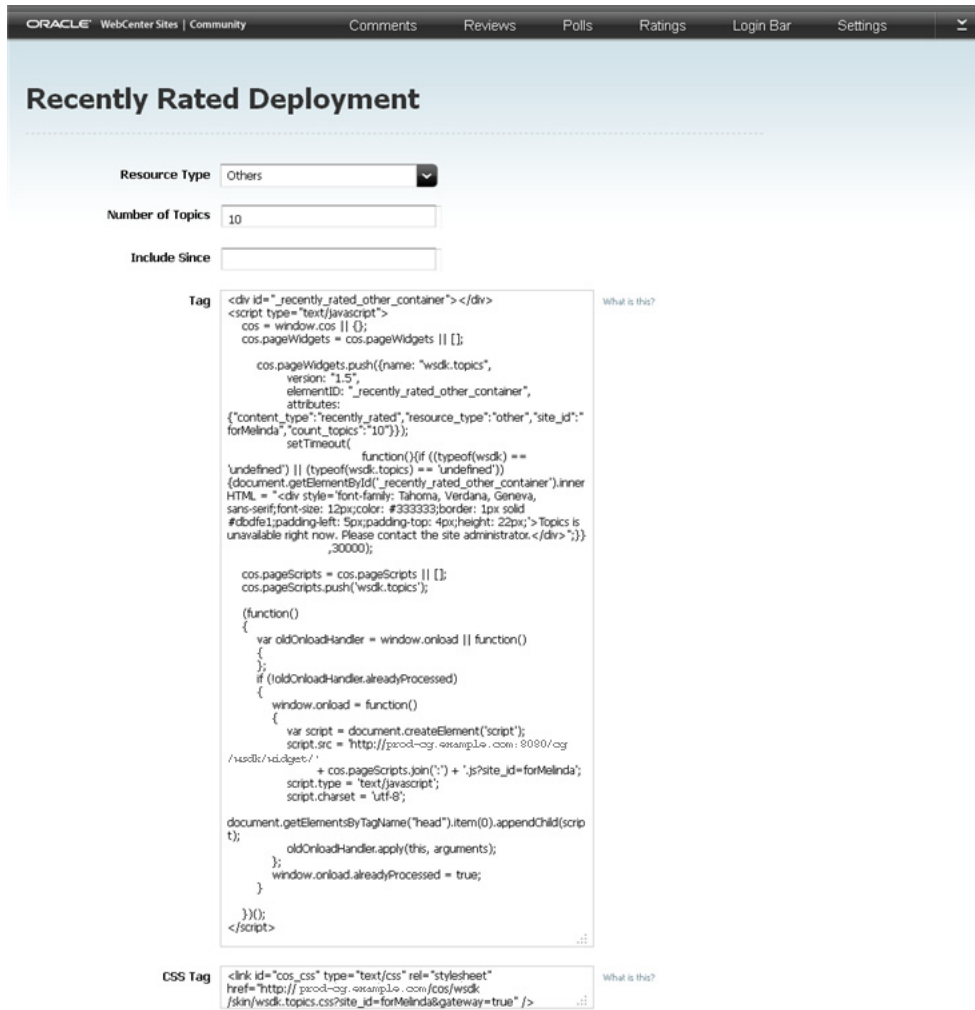 ORACLE WebCenter Sites | Community Comments Reviews Polls Ratings Login Bar Settings
Recently Rated Deployment
Resource Type Others
Number of Topics 10
Include Since
Tag
<div id="_recently_rated_other_container"></div>
What is this?
<script type="text/javascript">
cos = window.cos || {};
cos.pageWidgets = cos.pageWidgets || [];
cos.pageWidgets.push({name: "wsdk.topics",
version: "1.5",
elementID: "_recently_rated_other_container",
attributes:
{"content_type":"recently_rated","resource_type":"other","site_id":"
forMelinda","count_topics":"10"}});
setTimeout(
function(){if ((typeof(wsdk) ==
'undefined') || (typeof(wsdk.topics) == 'undefined'))
{document.getElementById('_recently_rated_other_container').inner
HTML = "<div style='font-family: Tahoma, Verdana, Geneva,
sans-serif;font-size: 12px;color: #333333;border: 1px solid
#dbdfe1;padding-left: 5px;padding-top: 4px;height: 22px;'>Topics is
unavailable right now. Please contact the site administrator.</div>";}}
,30000);
cos.pageScripts = cos.pageScripts || [];
cos.pageScripts.push('wsdk.topics');
(function()
{
var oldOnloadHandler = window.onload || function()
{
};
if (!oldOnloadHandler.alreadyProcessed)
{
window.onload = function()
{
var script = document.createElement('script');
script.src = 'http://prod-cg.example.com:8080/cg
/wsdk/widget/'
+ cos.pageScripts.join(':') + '.js?site_id=forMelinda';
script.type = 'text/javascript';
script.charset = 'utf-8';
document.getElementsByTagName("head").item(0).appendChild(scrip
t);
oldOnloadHandler.apply(this, arguments);
};
window.onload.alreadyProcessed = true;
}
})();
</script>
CSS Tag
<link id="cos_css" type="text/css" rel="stylesheet"
What is this?
href="http:// prod-cg.example.com/cos/wsdk
/skin/wsdk.topics.css?site_id=forMelinda&gateway=true" />